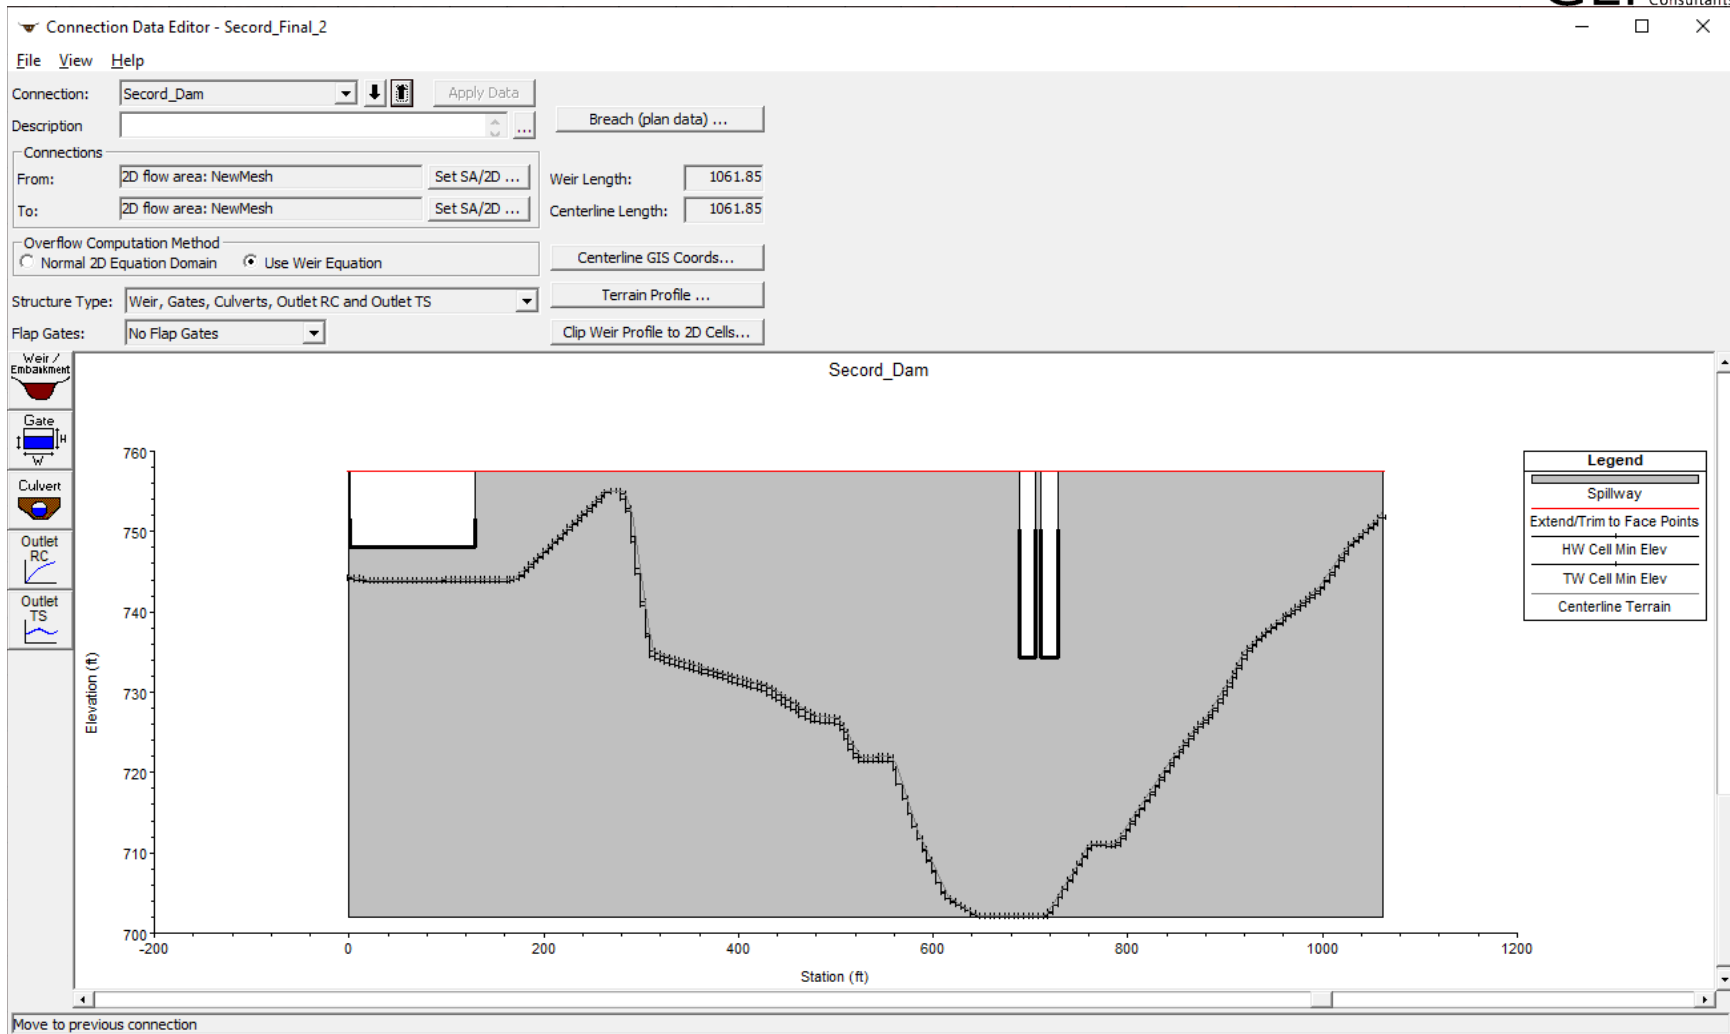 Consultants
Connection Data Editor - Secord_Final_2
File View Help
Connection: Secord_Dam Apply Data
Description ... Breach (plan data) ...
Connections
From: 2D flow area: NewMesh Set SA/2D ... Weir Length: 1061.85
To: 2D flow area: NewMesh Set SA/2D ... Centerline Length: 1061.85
Overflow Computation Method
Normal 2D Equation Domain Use Weir Equation Centerline GIS Coords...
Structure Type: Weir, Gates, Culverts, Outlet RC and Outlet TS Terrain Profile ...
Flap Gates: No Flap Gates Clip Weir Profile to 2D Cells...
Weir /
Embankment
Gate
H
W
Culvert
Outlet
RC
Outlet
TS
Secord_Dam
760
750
740
730
720
710
700
Elevation (ft)
-200 0 200 400 600 800 1000 1200
Station (ft)
Legend
Spillway
Extend/Trim to Face Points
HW Cell Min Elev
TW Cell Min Elev
Centerline Terrain
Move to previous connection